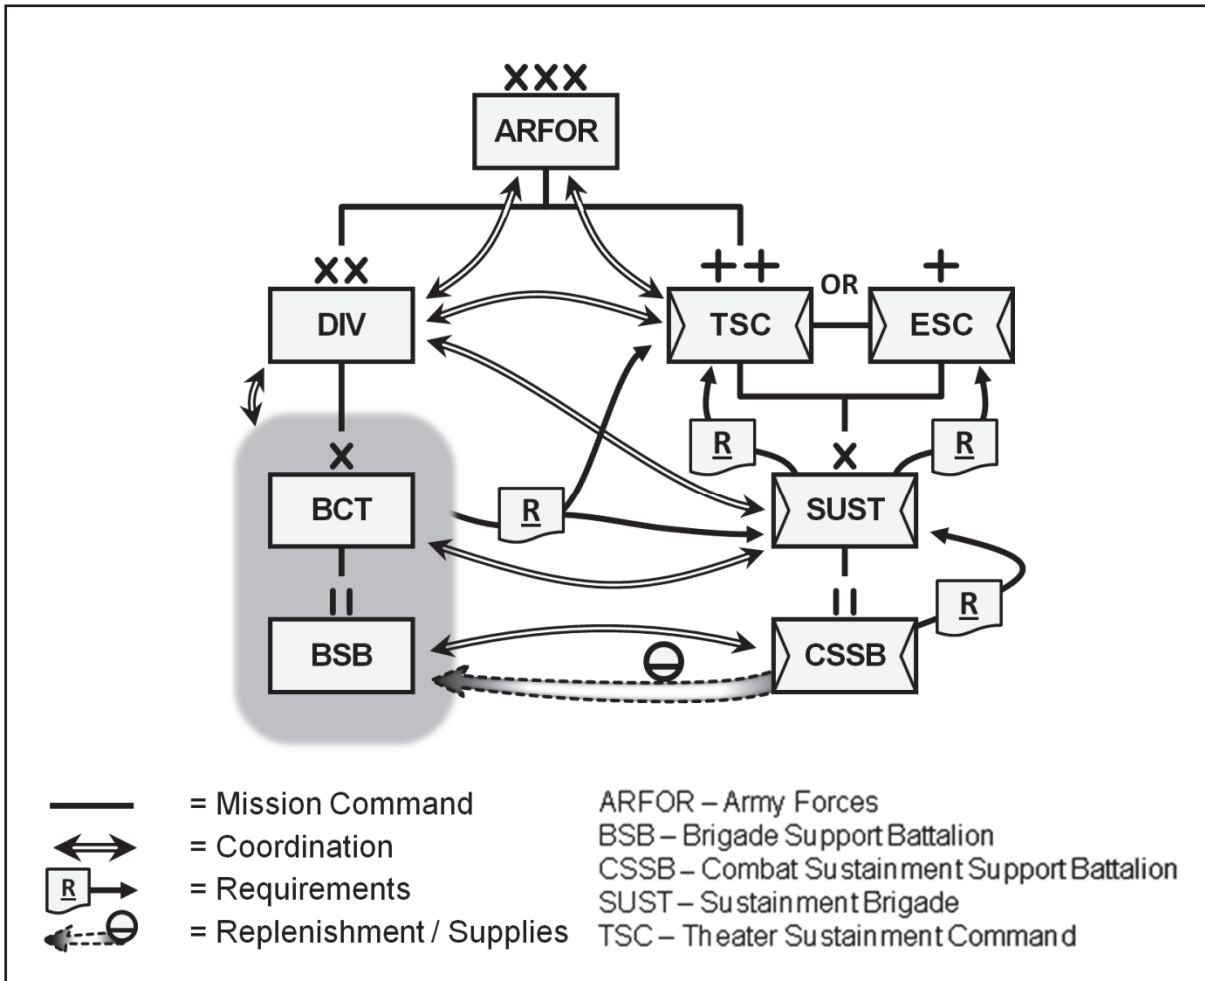 XXX
ARFOR
XX
DIV
++
TSC
OR
+
ESC
R
R
X
BCT
R
X
SUST
II
BSB
II
CSSB
R
= Mission Command
= Coordination
R = Requirements
= Replenishment / Supplies
ARFOR – Army Forces
BSB – Brigade Support Battalion
CSSB – Combat Sustainment Support Battalion
SUST – Sustainment Brigade
TSC – Theater Sustainment Command